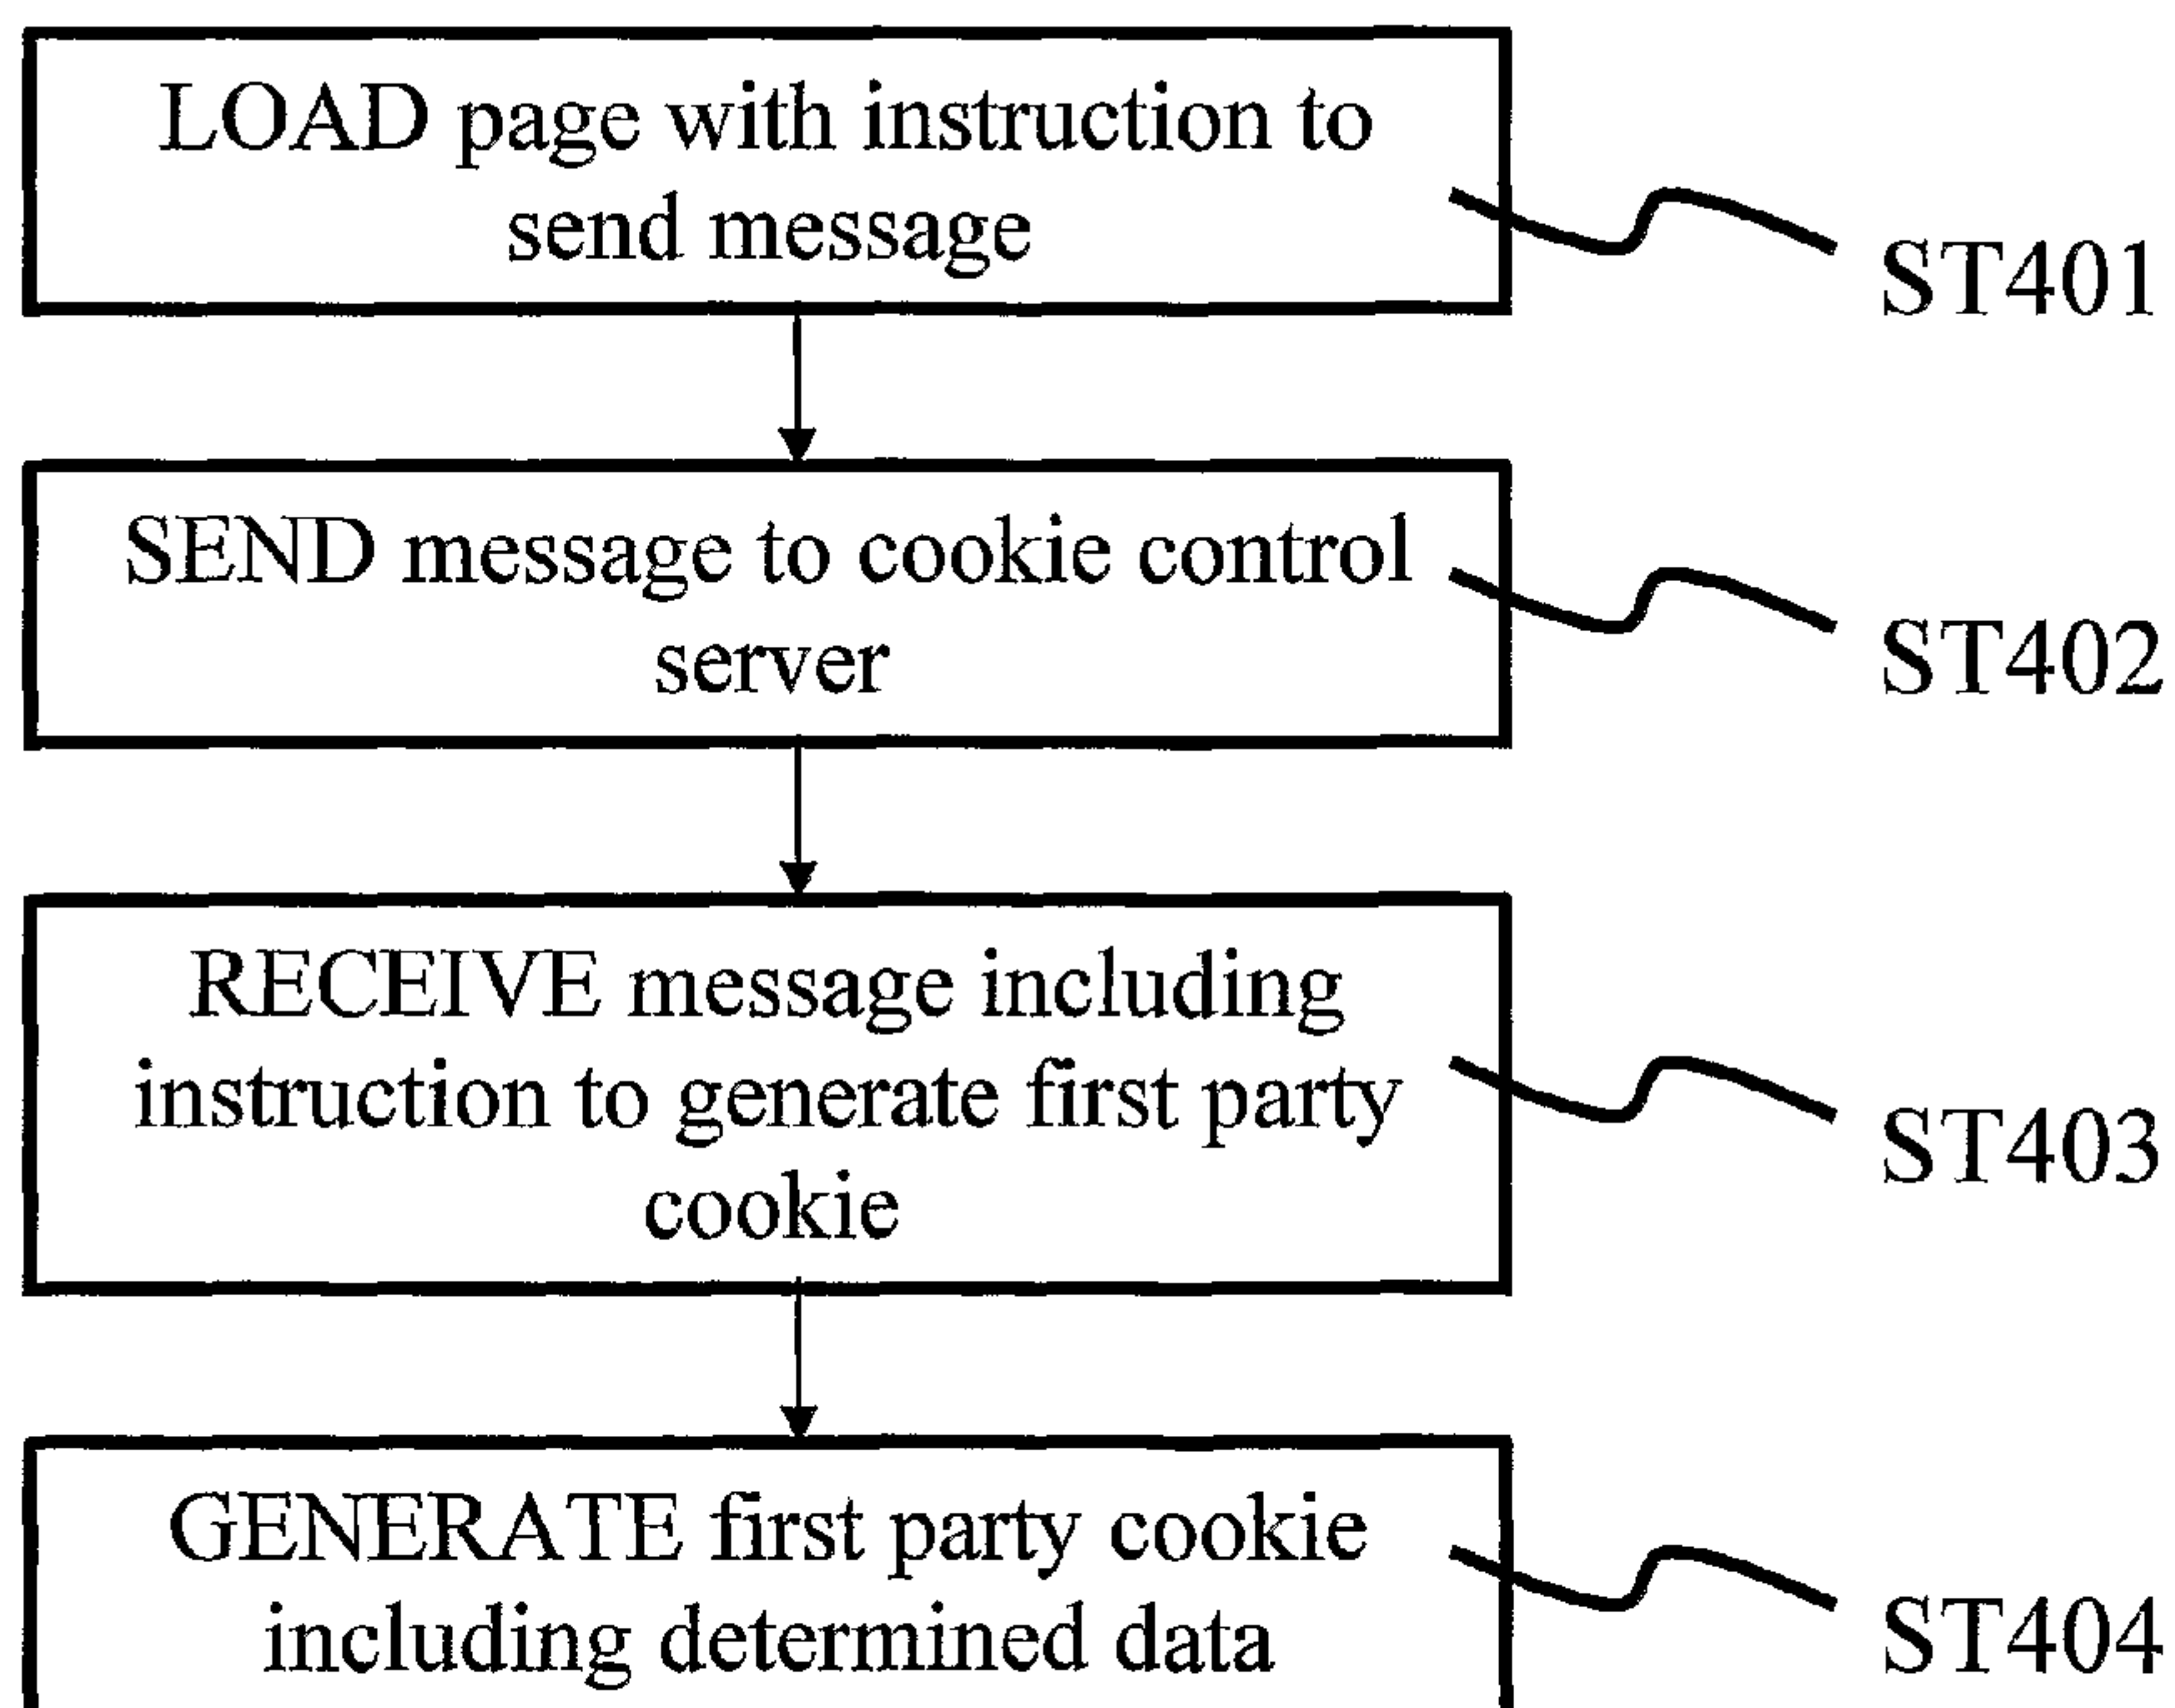 LOAD page with instruction to
send message
ST401
SEND message to cookie control
server
ST402
RECEIVE message including
instruction to generate first party
cookie
ST403
GENERATE first party cookie
including determined data
ST404